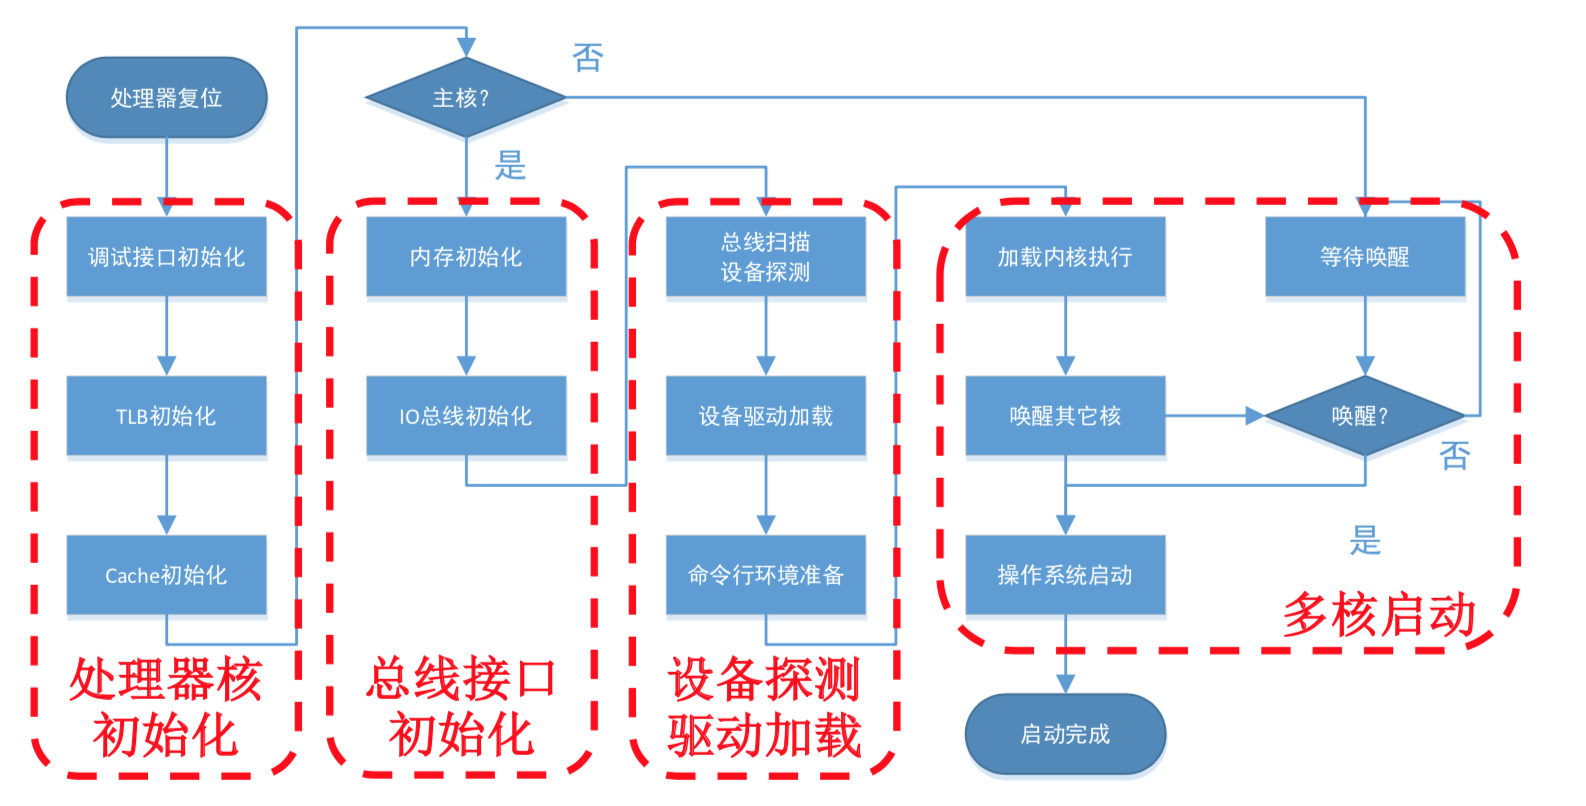 处理器复位
调试接口初始化
TLB初始化
Cache初始化
处理器核
初始化
主核?
否
是
内存初始化
IO总线初始化
总线接口
初始化
总线扫描
设备探测
设备驱动加载
命令行环境准备
设备探测
驱动加载
加载内核执行
唤醒其它核
操作系统启动
等待唤醒
唤醒?
否
是
多核启动
启动完成